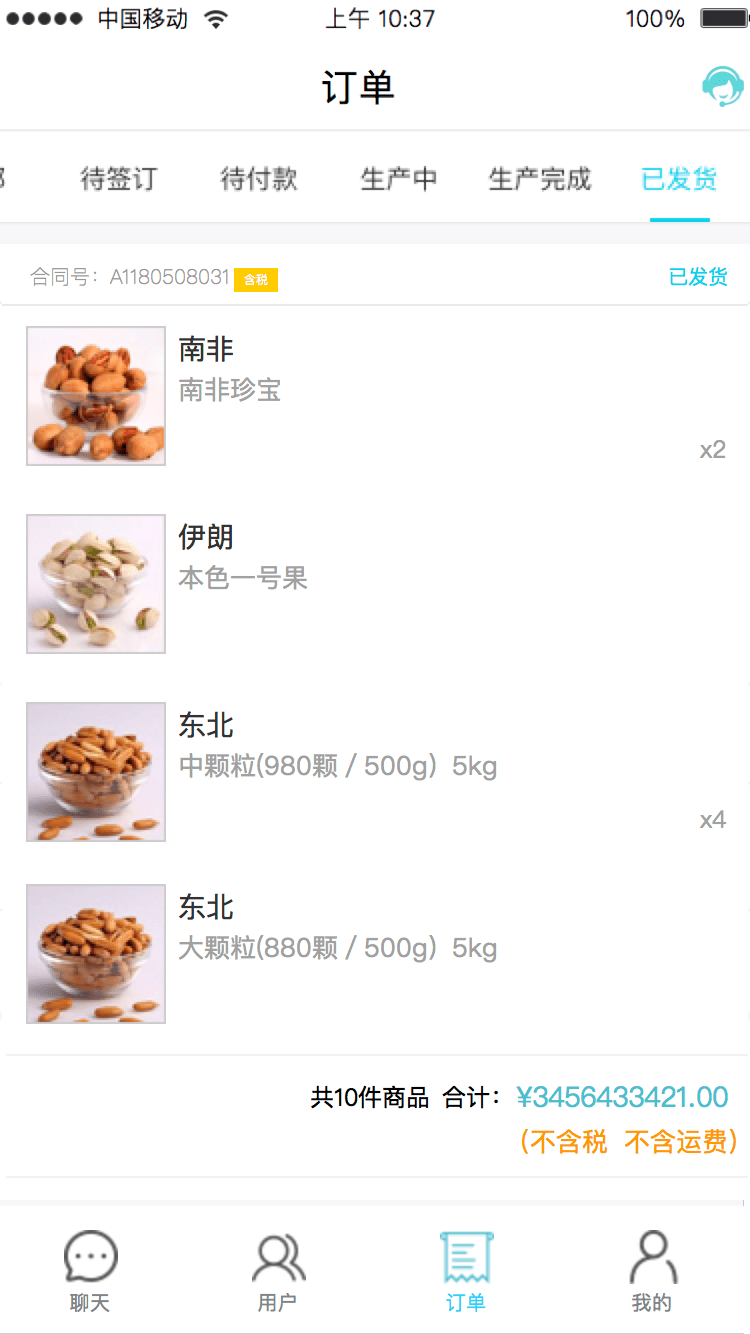 中国移动 上午 10:37 100%
订单
待签订 待付款 生产中 生产完成 已发货
合同号：A1180508031 含税 已发货
南非
南非珍宝
x2
伊朗
本色一号果
东北
中颗粒(980颗 / 500g) 5kg
x4
东北
大颗粒(880颗 / 500g) 5kg
共10件商品 合计：¥3456433421.00
(不含税 不含运费)
聊天 用户 订单 我的